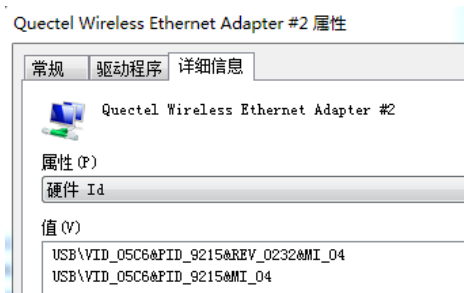 Quectel Wireless Ethernet Adapter #2 属性
常规 驱动程序 详细信息
Quectel Wireless Ethernet Adapter #2
属性(P)
硬件 Id
值(V)
USB\VID_05C6&PID_9215&REV_0232&MI_04
USB\VID_05C6&PID_9215&MI_04